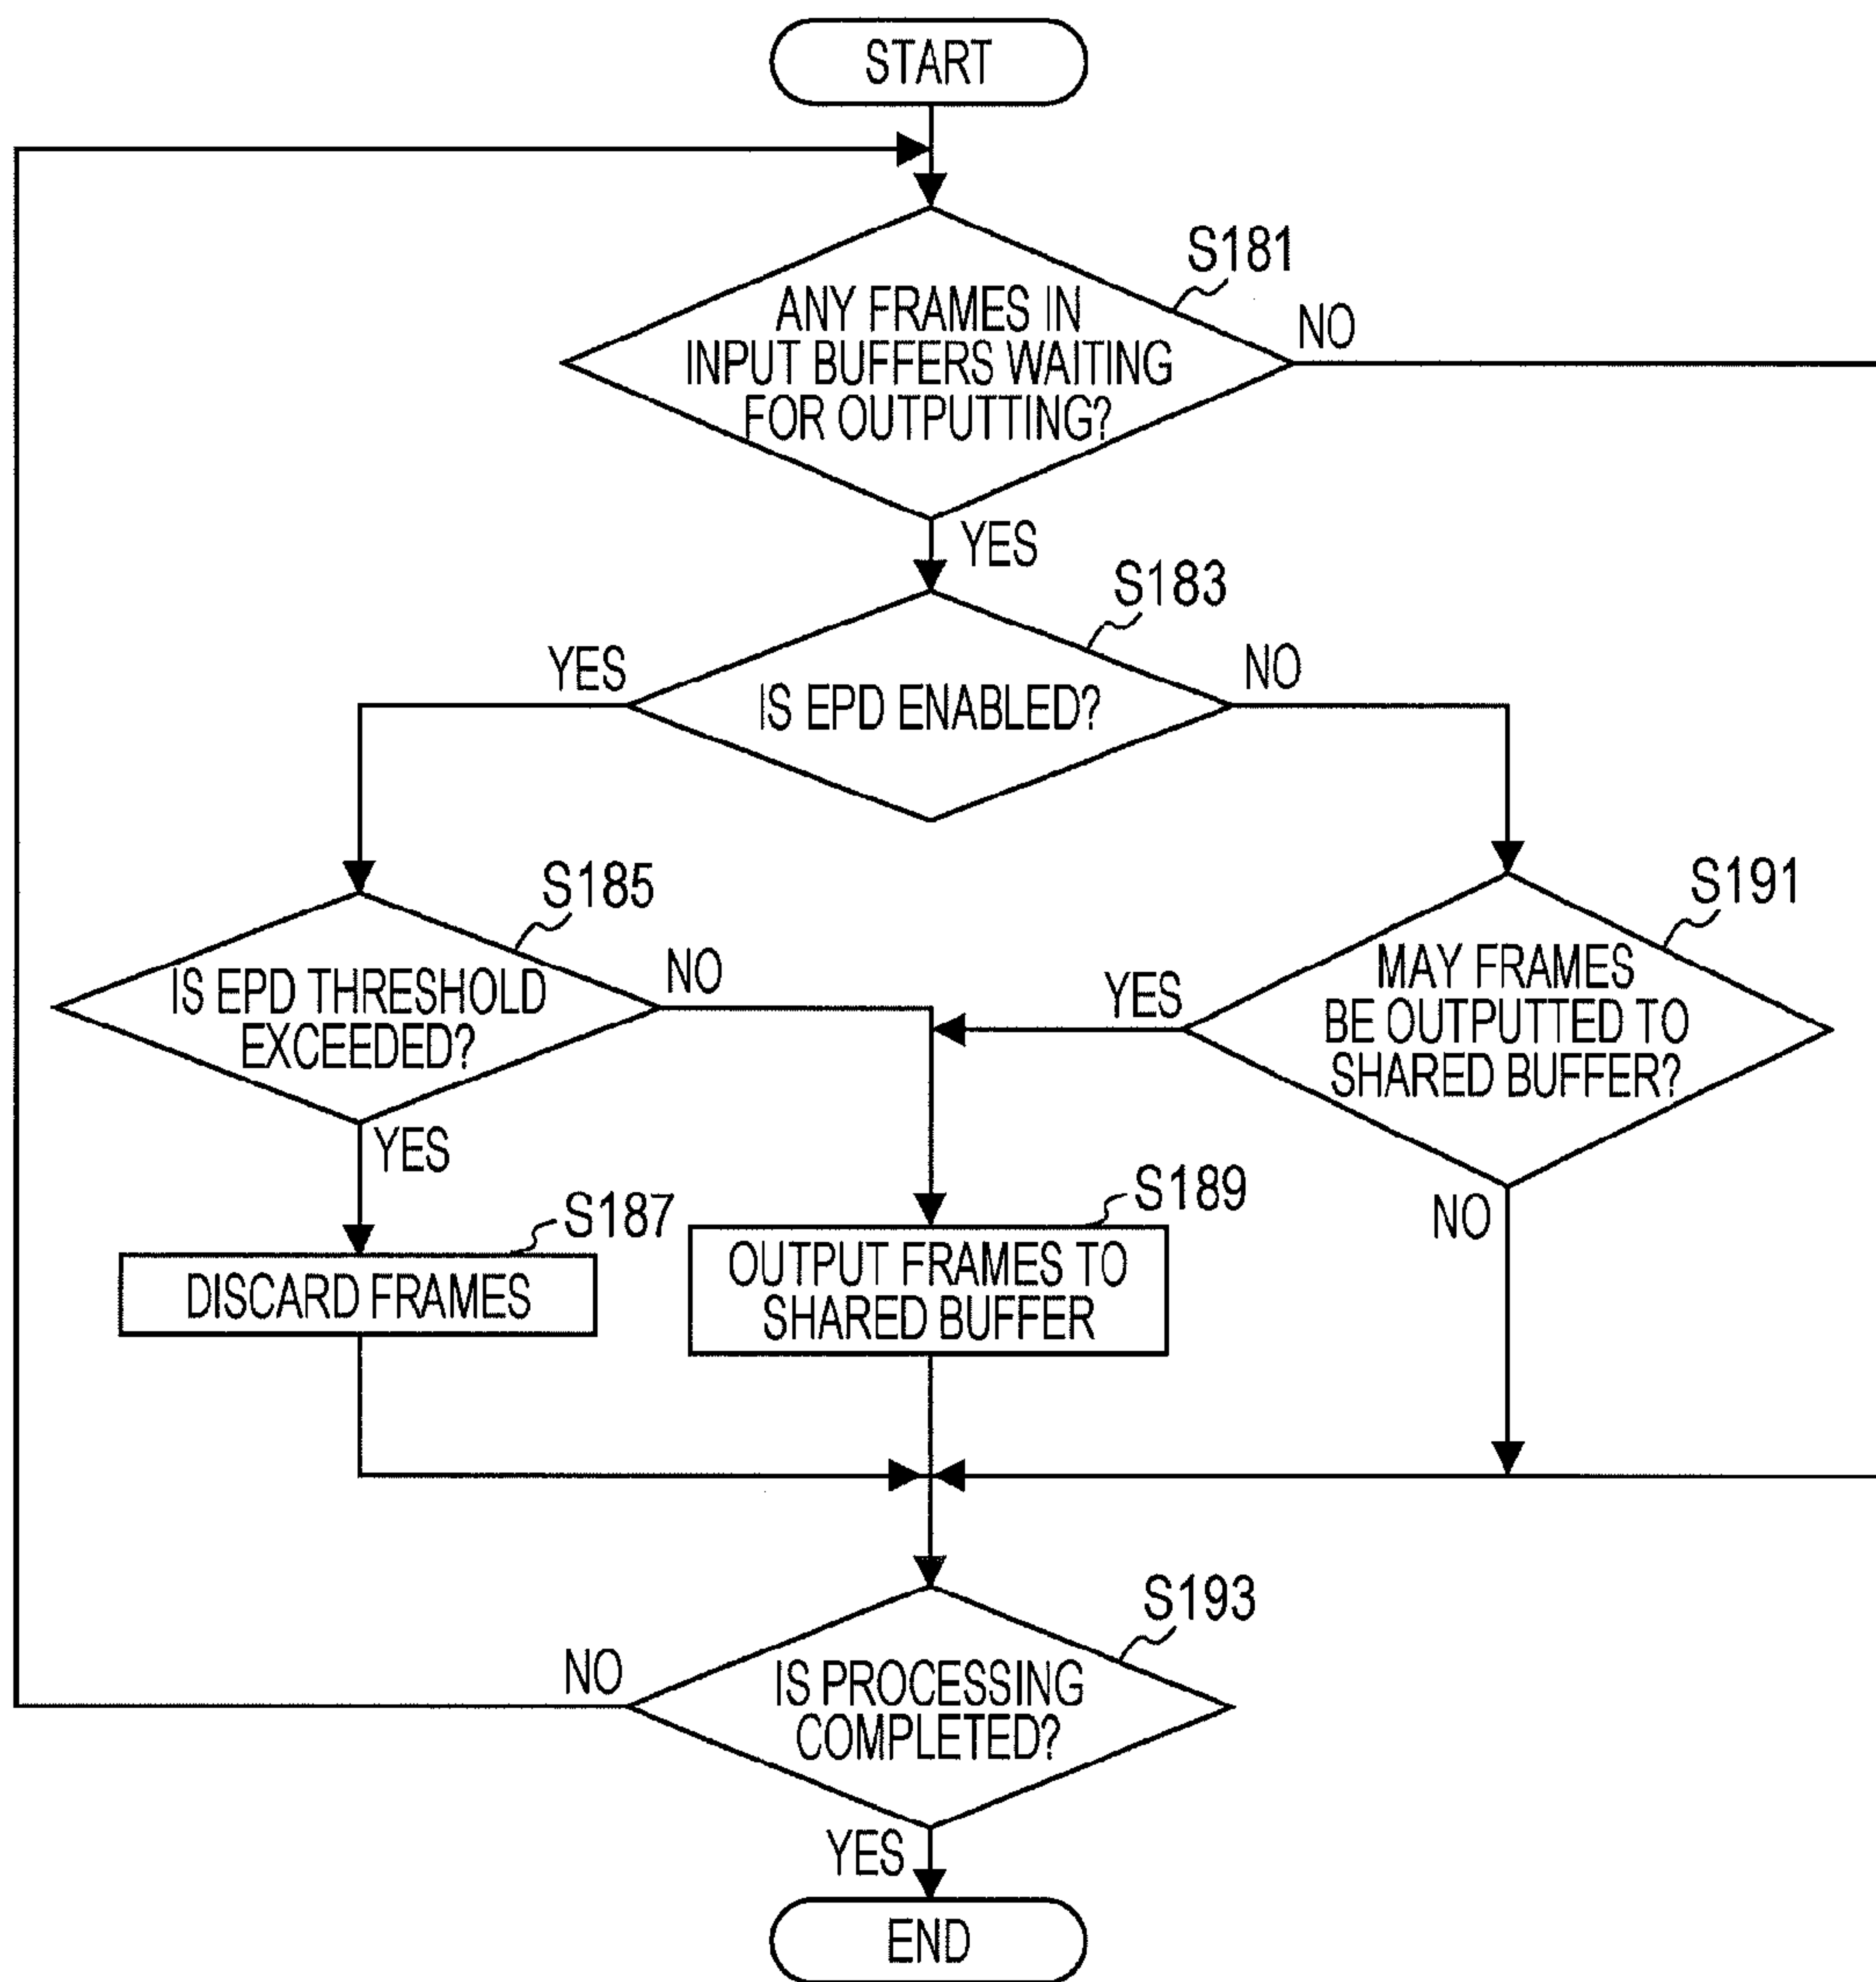 START
S181
ANY FRAMES IN
INPUT BUFFERS WAITING
FOR OUTPUTTING?
NO
YES
S183
YES
IS EPD ENABLED?
NO
S185
IS EPD THRESHOLD
EXCEEDED?
NO
YES
S191
MAY FRAMES
BE OUTPUTTED TO
SHARED BUFFER?
YES
NO
S187
DISCARD FRAMES
S189
OUTPUT FRAMES TO
SHARED BUFFER
S193
NO
IS PROCESSING
COMPLETED?
YES
END